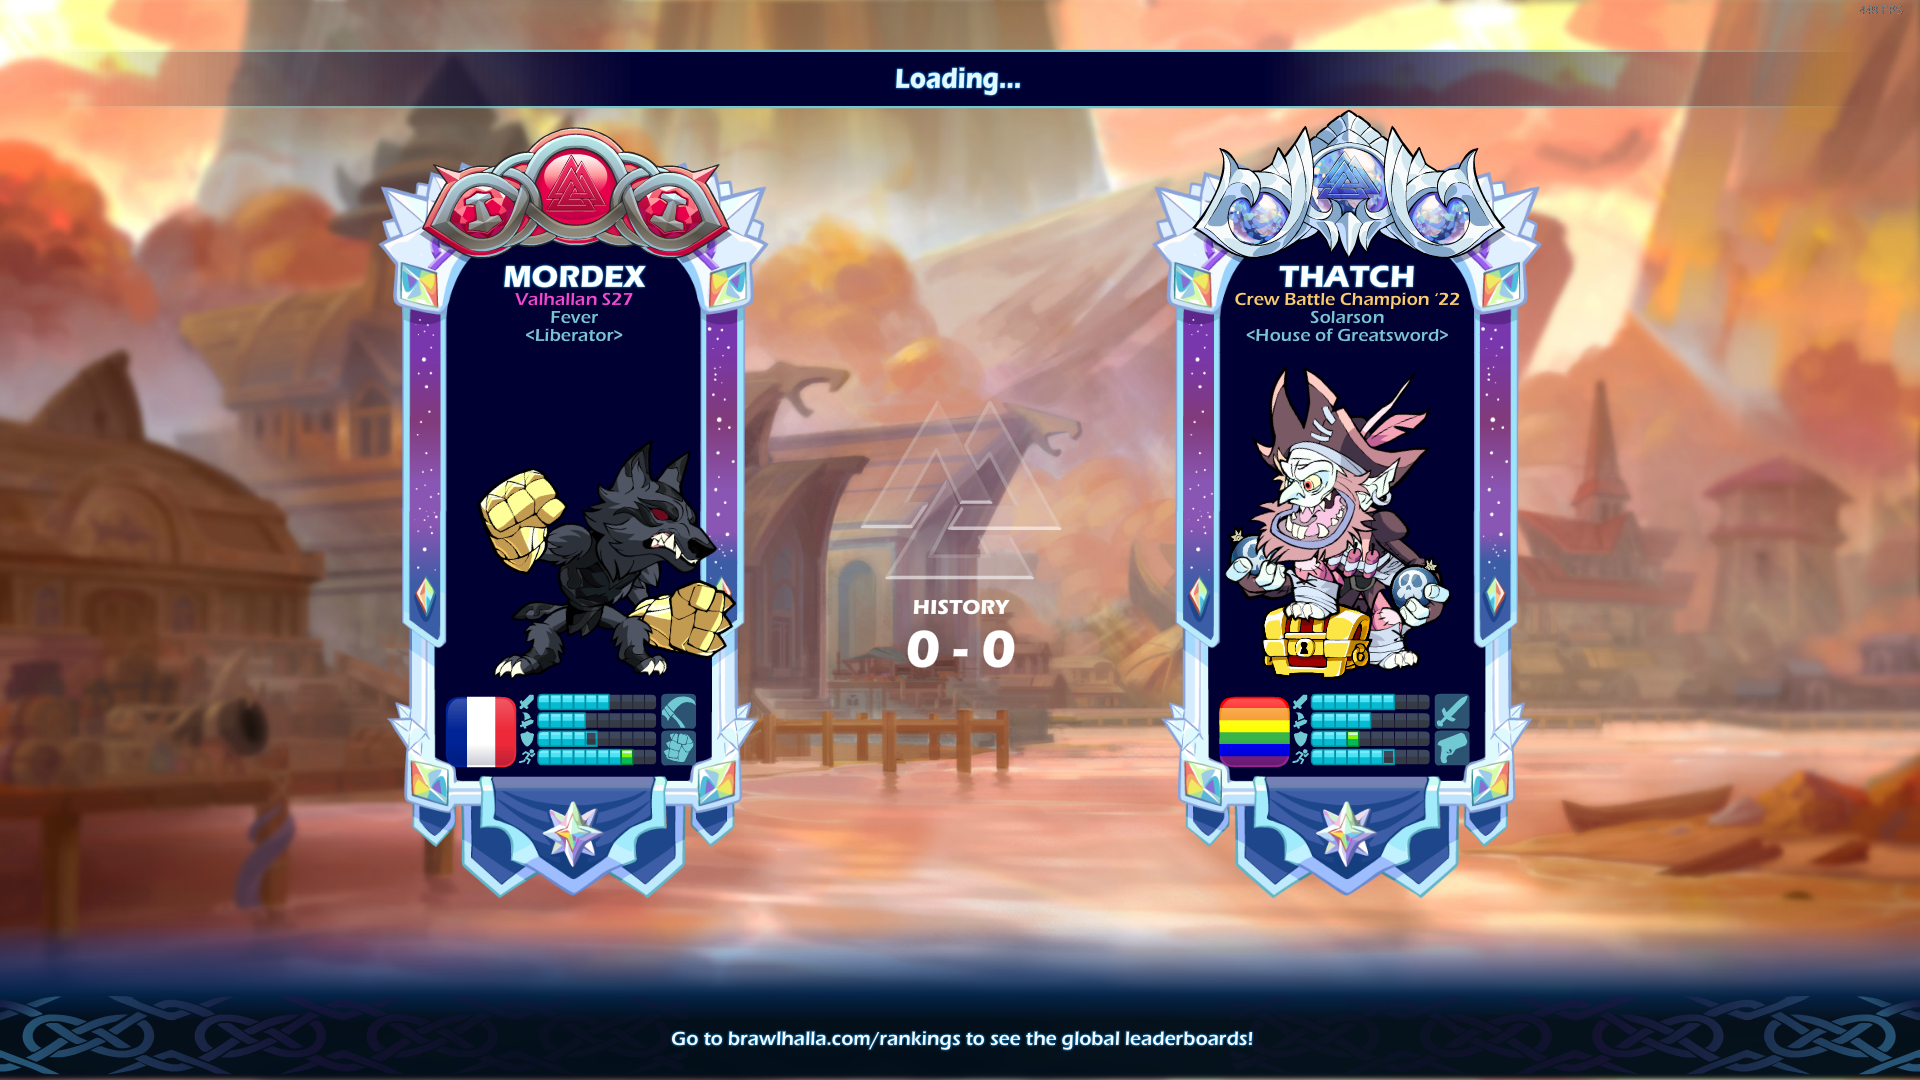 Loading...
MORDEX
Valhallan S27
Fever
<Liberator>
THATCH
Crew Battle Champion ‘22
Solarson
<House of Greatsword>
HISTORY
0 - 0
Go to brawlhalla.com/rankings to see the global leaderboards!